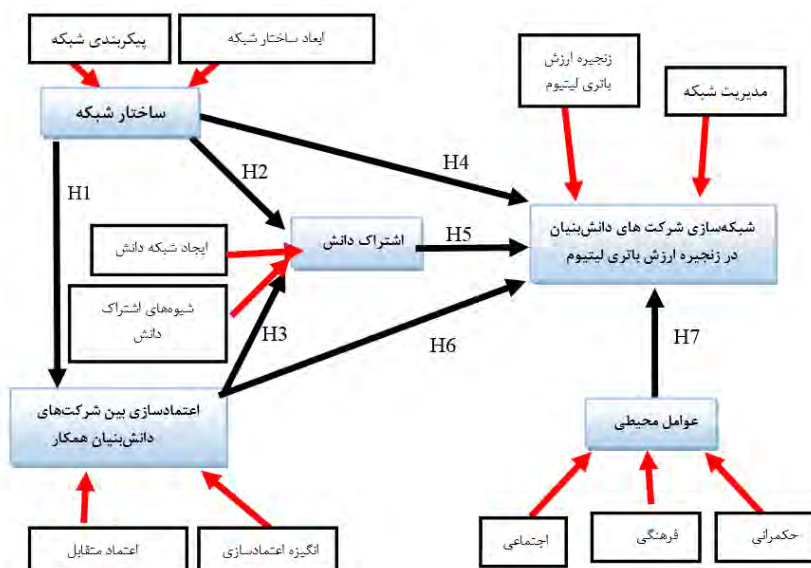 پیکربندی شبکه
ابعاد ساختار شبکه
زنجیره ارزش
باتری لیتیوم
مدیریت شبکه
ساختار شبکه
H1
H2
H4
ایجاد شبکه دانش
اشتراک دانش
H5
شبکه‌سازی شرکت های دانش‌بنیان
در زنجیره ارزش باتری لیتیوم
شیوه‌های اشتراک
دانش
H3
H6
H7
اعتمادسازی بین شرکت‌های
دانش‌بنیان همکار
عوامل محیطی
اعتماد متقابل
انگیزه اعتمادسازی
اجتماعی
فرهنگی
حکمرانی